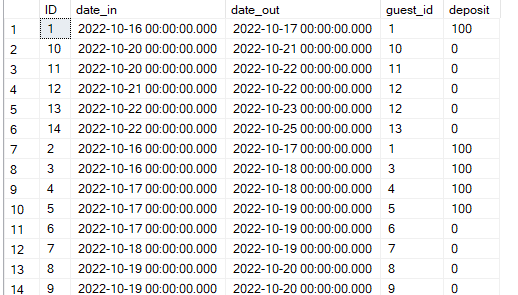 ID date_in date_out guest_id deposit
1 1 2022-10-16 00:00:00.000 2022-10-17 00:00:00.000 1 100
2 10 2022-10-20 00:00:00.000 2022-10-21 00:00:00.000 10 0
3 11 2022-10-20 00:00:00.000 2022-10-22 00:00:00.000 11 0
4 12 2022-10-21 00:00:00.000 2022-10-22 00:00:00.000 12 0
5 13 2022-10-22 00:00:00.000 2022-10-23 00:00:00.000 12 0
6 14 2022-10-22 00:00:00.000 2022-10-25 00:00:00.000 13 0
7 2 2022-10-16 00:00:00.000 2022-10-17 00:00:00.000 1 100
8 3 2022-10-16 00:00:00.000 2022-10-18 00:00:00.000 3 100
9 4 2022-10-17 00:00:00.000 2022-10-18 00:00:00.000 4 100
10 5 2022-10-17 00:00:00.000 2022-10-19 00:00:00.000 5 100
11 6 2022-10-17 00:00:00.000 2022-10-19 00:00:00.000 6 0
12 7 2022-10-18 00:00:00.000 2022-10-19 00:00:00.000 7 0
13 8 2022-10-19 00:00:00.000 2022-10-20 00:00:00.000 8 0
14 9 2022-10-19 00:00:00.000 2022-10-20 00:00:00.000 9 0